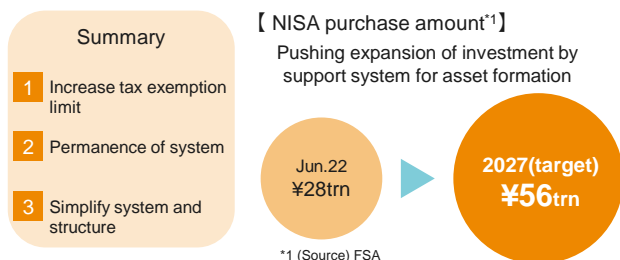 Summary
1 Increase tax exemption
limit
2 Permanence of system
3 Simplify system and
structure
【 NISA purchase amount*1】
Pushing expansion of investment by
support system for asset formation
Jun.22
¥28trn
2027(target)
¥56trn
*1 (Source) FSA